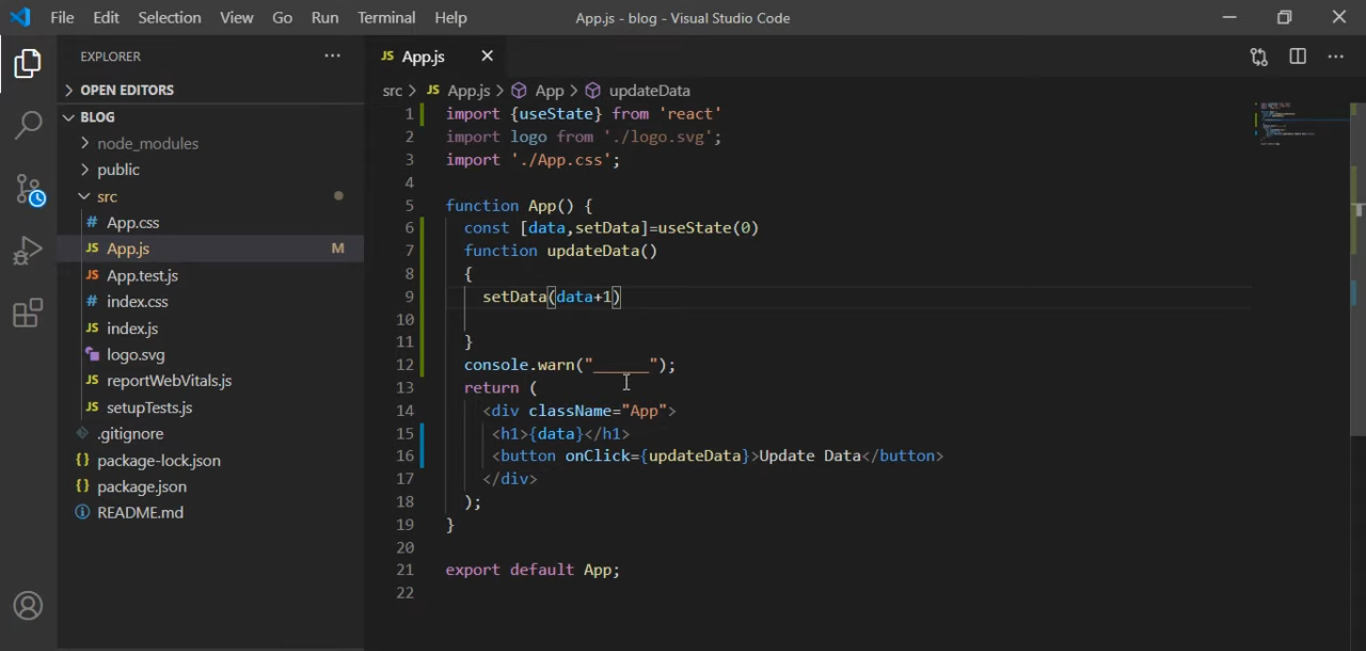 File Edit Selection View Go Run Terminal Help App.js - blog - Visual Studio Code
EXPLORER
OPEN EDITORS
BLOG
node_modules
public
src
# App.css
JS App.js M
JS App.test.js
# index.css
JS index.js
logo.svg
JS reportWebVitals.js
JS setupTests.js
.gitignore
{} package-lock.json
{} package.json
README.md
JS App.js
src > JS App.js > App > updateData
1 import {useState} from 'react'
2 import logo from './logo.svg';
3 import './App.css';
4
5 function App() {
6 const [data,setData]=useState(0)
7 function updateData()
8 {
9 setData(data+1)
10
11 }
12 console.warn("______");
13 return (
14 <div className="App">
15 <h1>{data}</h1>
16 <button onClick={updateData}>Update Data</button>
17 </div>
18 );
19 }
20
21 export default App;
22